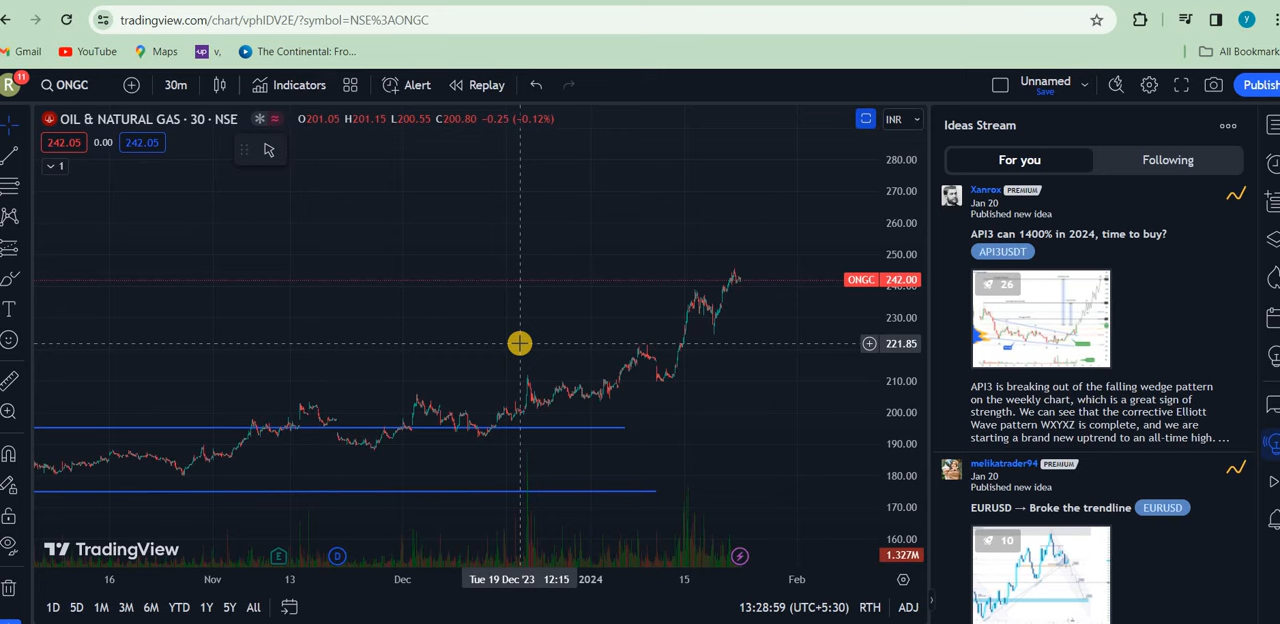 tradingview.com/chart/vphIDV2E/?symbol=NSE%3AONGC
Gmail YouTube Maps up v, The Continental: Fro... All Bookmark
R 11 ONGC 30m Indicators Alert Replay Unnamed Save Publish
OIL & NATURAL GAS · 30 · NSE O201.05 H201.15 L200.55 C200.80 −0.25 (−0.12%) INR
242.05 0.00 242.05
1
280.00
270.00
260.00
250.00
ONGC 242.00
240.00
230.00
221.85
210.00
200.00
190.00
180.00
170.00
160.00
1.327M
TradingView
E D
16 Nov 13 Dec Tue 19 Dec '23 12:15 2024 15 Feb
1D 5D 1M 3M 6M YTD 1Y 5Y All 13:28:59 (UTC+5:30) RTH ADJ
Ideas Stream
For you Following
Xanrox PREMIUM
Jan 20
Published new idea
API3 can 1400% in 2024, time to buy?
API3USDT
26
API3 is breaking out of the falling wedge pattern
on the weekly chart, which is a great sign of
strength. We can see that the corrective Elliott
Wave pattern WXYXZ is complete, and we are
starting a brand new uptrend to an all-time high. ...
melikatrader94 PREMIUM
Jan 20
Published new idea
EURUSD → Broke the trendline EURUSD
10